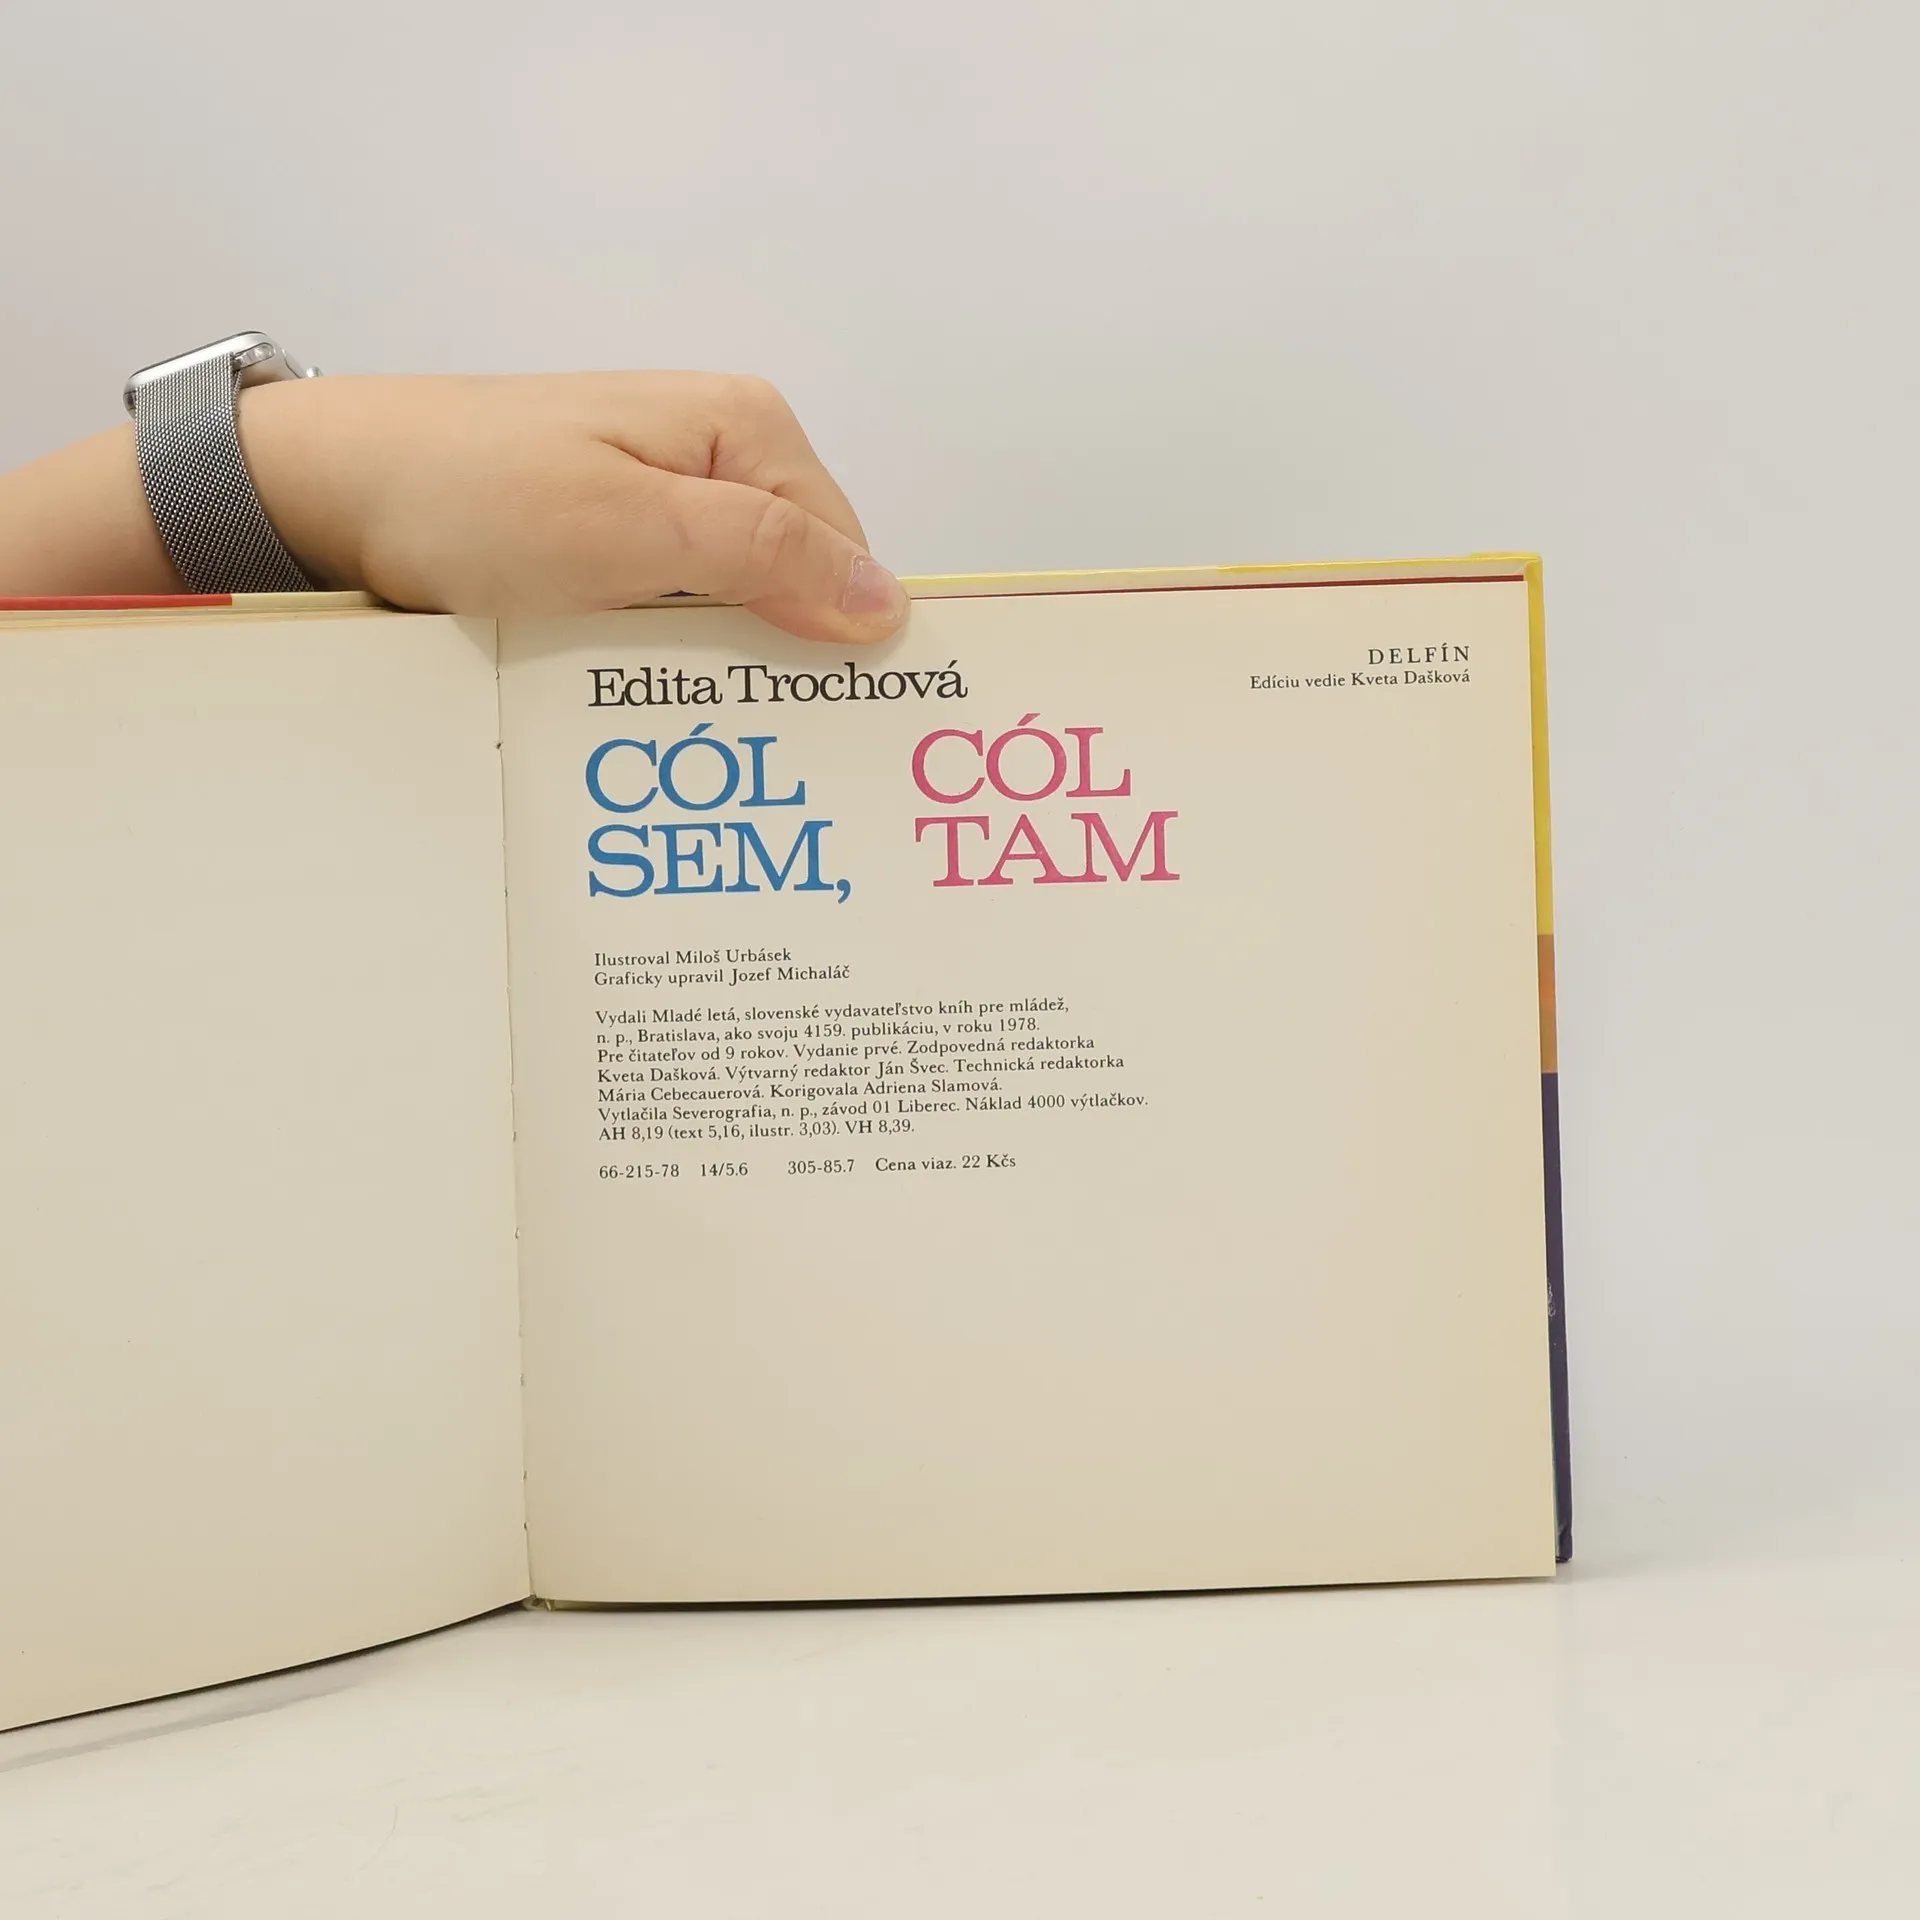 Edita Trochová
DELFÍN
Edíciu vedie Kveta Dašková
CÓL CÓL
SEM, TAM
Ilustroval Miloš Urbásek
Graficky upravil Jozef Michaláč
Vydali Mladé letá, slovenské vydavateľstvo kníh pre mládež,
n. p., Bratislava, ako svoju 4159. publikáciu, v roku 1978.
Pre čitateľov od 9 rokov. Vydanie prvé. Zodpovedná redaktorka
Kveta Dašková. Výtvarný redaktor Ján Švec. Technická redaktorka
Mária Cebecauerová. Korigovala Adriena Slamová.
Vytlačila Severografia, n. p., závod 01 Liberec. Náklad 4000 výtlačkov.
AH 8,19 (text 5,16, ilustr. 3,03). VH 8,39.
66-215-78 14/5.6 305-85.7 Cena viaz. 22 Kčs